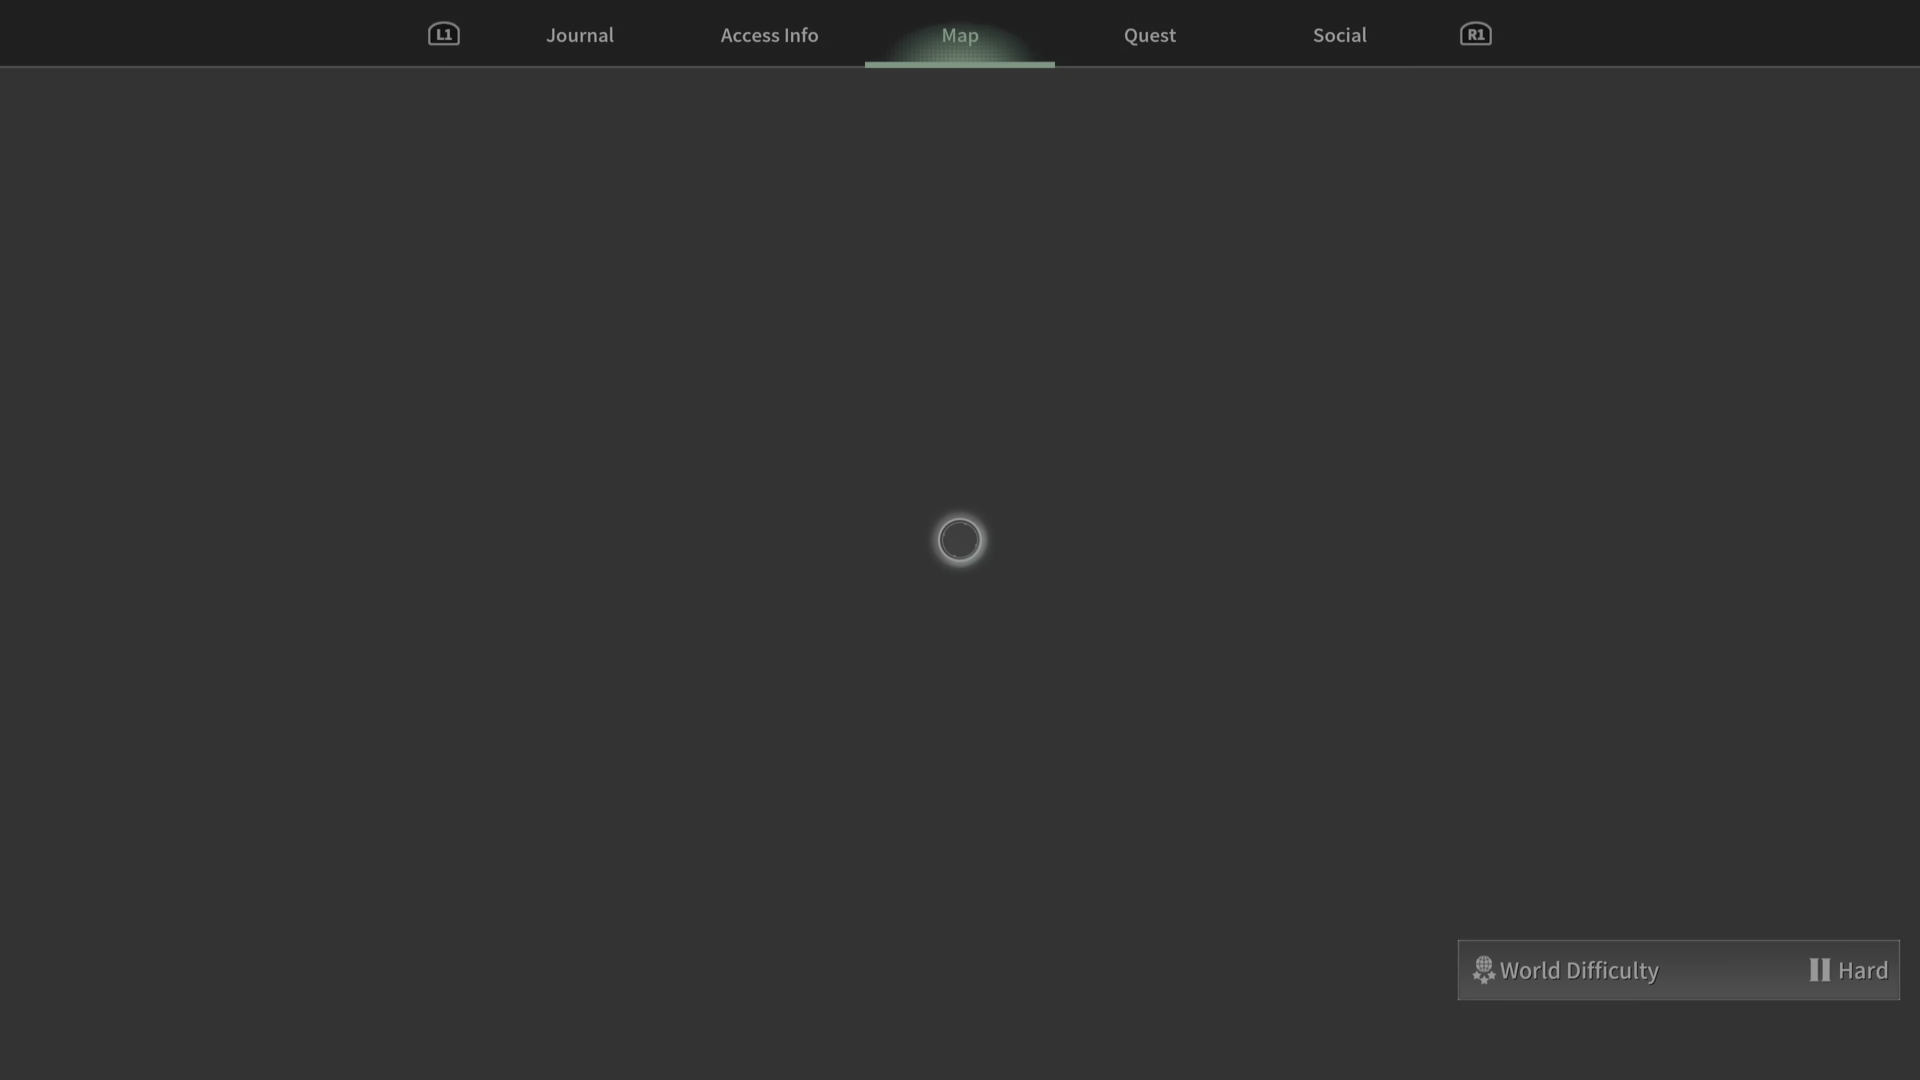 L1
Journal
Access Info
Map
Quest
Social
R1
World Difficulty
II Hard